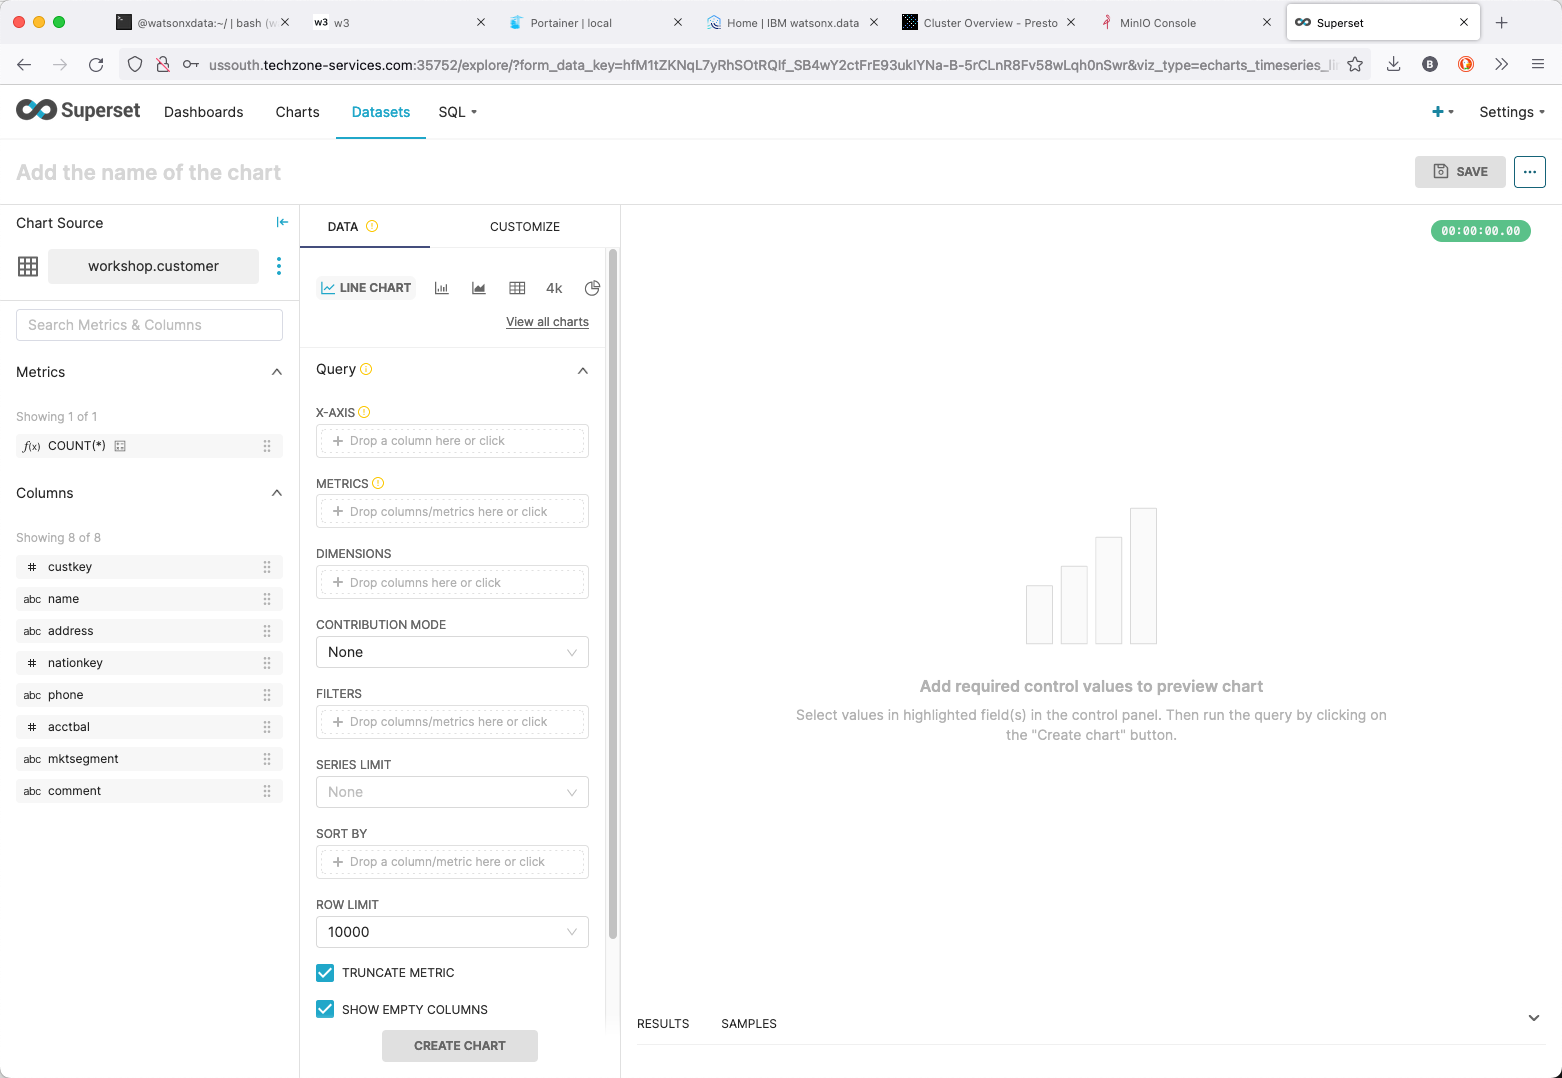 @watsonxdata:~/ | bash
w3 w3
Portainer | local
Home | IBM watsonx.data
Cluster Overview - Presto
MinIO Console
Superset
ussouth.techzone-services.com:35752/explore/?form_data_key=hfM1tZKNqL7yRhSOtRQlf_SB4wY2ctFrE93uklYNa-B-5rCLnR8Fv58wLqh0nSwr&viz_type=echarts_timeseries_li
B
Superset
Dashboards
Charts
Datasets
SQL
Settings
Add the name of the chart
SAVE
Chart Source
workshop.customer
Search Metrics & Columns
Metrics
Showing 1 of 1
f(x) COUNT(*)
Columns
Showing 8 of 8
# custkey
abc name
abc address
# nationkey
abc phone
# acctbal
abc mktsegment
abc comment
DATA
CUSTOMIZE
LINE CHART
4k
View all charts
Query
X-AXIS
Drop a column here or click
METRICS
Drop columns/metrics here or click
DIMENSIONS
Drop columns here or click
CONTRIBUTION MODE
None
FILTERS
Drop columns/metrics here or click
SERIES LIMIT
None
SORT BY
Drop a column/metric here or click
ROW LIMIT
10000
TRUNCATE METRIC
SHOW EMPTY COLUMNS
CREATE CHART
00:00:00.00
Add required control values to preview chart
Select values in highlighted field(s) in the control panel. Then run the query by clicking on
the "Create chart" button.
RESULTS
SAMPLES